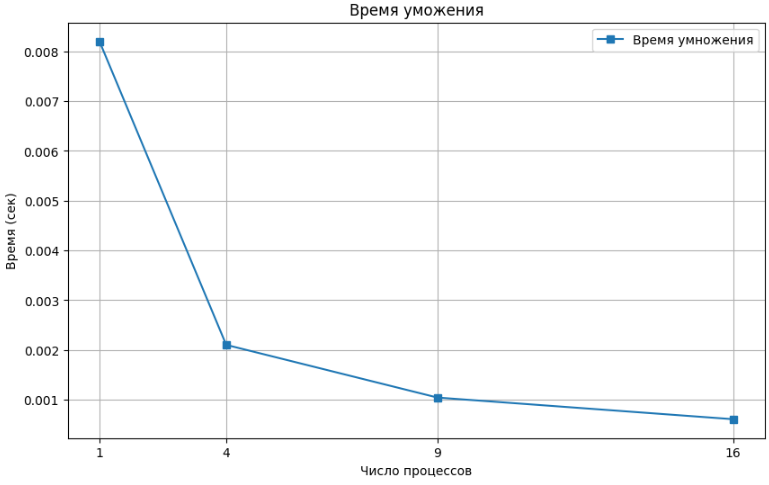 Время уможения
Время умножения
0.008
0.007
0.006
0.005
0.004
0.003
0.002
0.001
Время (сек)
1 4 9 16
Число процессов